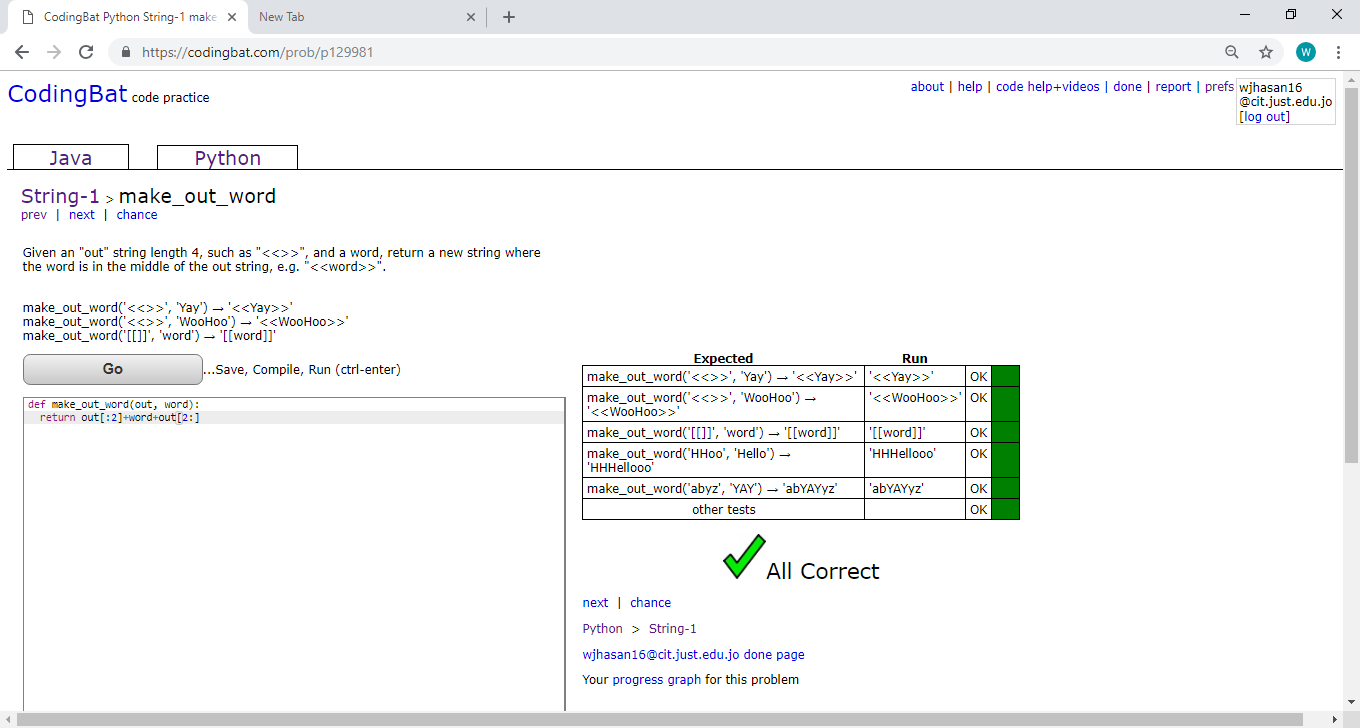 CodingBat Python String-1 make
New Tab
https://codingbat.com/prob/p129981
W
CodingBat code practice
about | help | code help+videos | done | report | prefs
wjhasan16
@cit.just.edu.jo
[log out]
Java
Python
String-1 > make_out_word
prev | next | chance
Given an "out" string length 4, such as "<<>>", and a word, return a new string where
the word is in the middle of the out string, e.g. "<<word>>".
make_out_word('<<>>', 'Yay') → '<<Yay>>'
make_out_word('<<>>', 'WooHoo') → '<<WooHoo>>'
make_out_word('[[]]', 'word') → '[[word]]'
Go
...Save, Compile, Run (ctrl-enter)
def make_out_word(out, word):
return out[:2]+word+out[2:]
Expected Run
make_out_word('<<>>', 'Yay') → '<<Yay>>' '<<Yay>>' OK
make_out_word('<<>>', 'WooHoo') → '<<WooHoo>>' OK
'<<WooHoo>>'
make_out_word('[[]]', 'word') → '[[word]]' '[[word]]' OK
make_out_word('HHoo', 'Hello') → 'HHHellooo' OK
'HHHellooo'
make_out_word('abyz', 'YAY') → 'abYAYyz' 'abYAYyz' OK
other tests OK
All Correct
next | chance
Python > String-1
wjhasan16@cit.just.edu.jo done page
Your progress graph for this problem